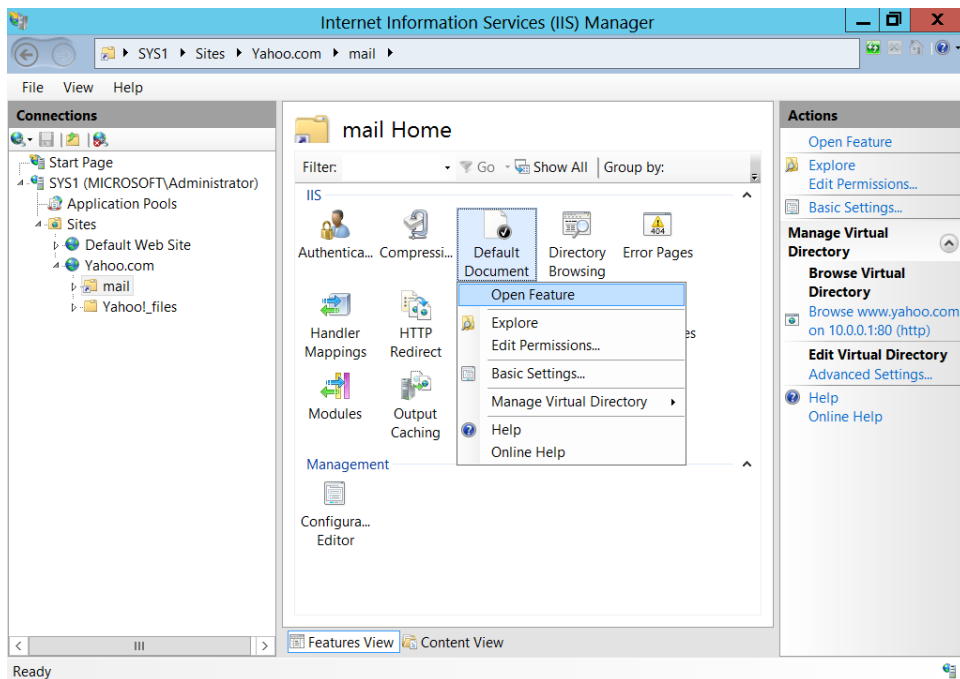 Internet Information Services (IIS) Manager
SYS1 Sites Yahoo.com mail
File View Help
Connections
Start Page
SYS1 (MICROSOFT\Administrator)
Application Pools
Sites
Default Web Site
Yahoo.com
mail
Yahoo!_files
mail Home
Filter: Go Show All Group by:
IIS
Authentica... Compressi... Default Document Directory Browsing Error Pages
404
Handler Mappings HTTP Redirect es
Modules Output Caching
Open Feature
Explore
Edit Permissions...
Basic Settings...
Manage Virtual Directory
Help
Online Help
Management
Configura...
Editor
Features View Content View
Actions
Open Feature
Explore
Edit Permissions...
Basic Settings...
Manage Virtual
Directory
Browse Virtual
Directory
Browse www.yahoo.com
on 10.0.0.1:80 (http)
Edit Virtual Directory
Advanced Settings...
Help
Online Help
Ready